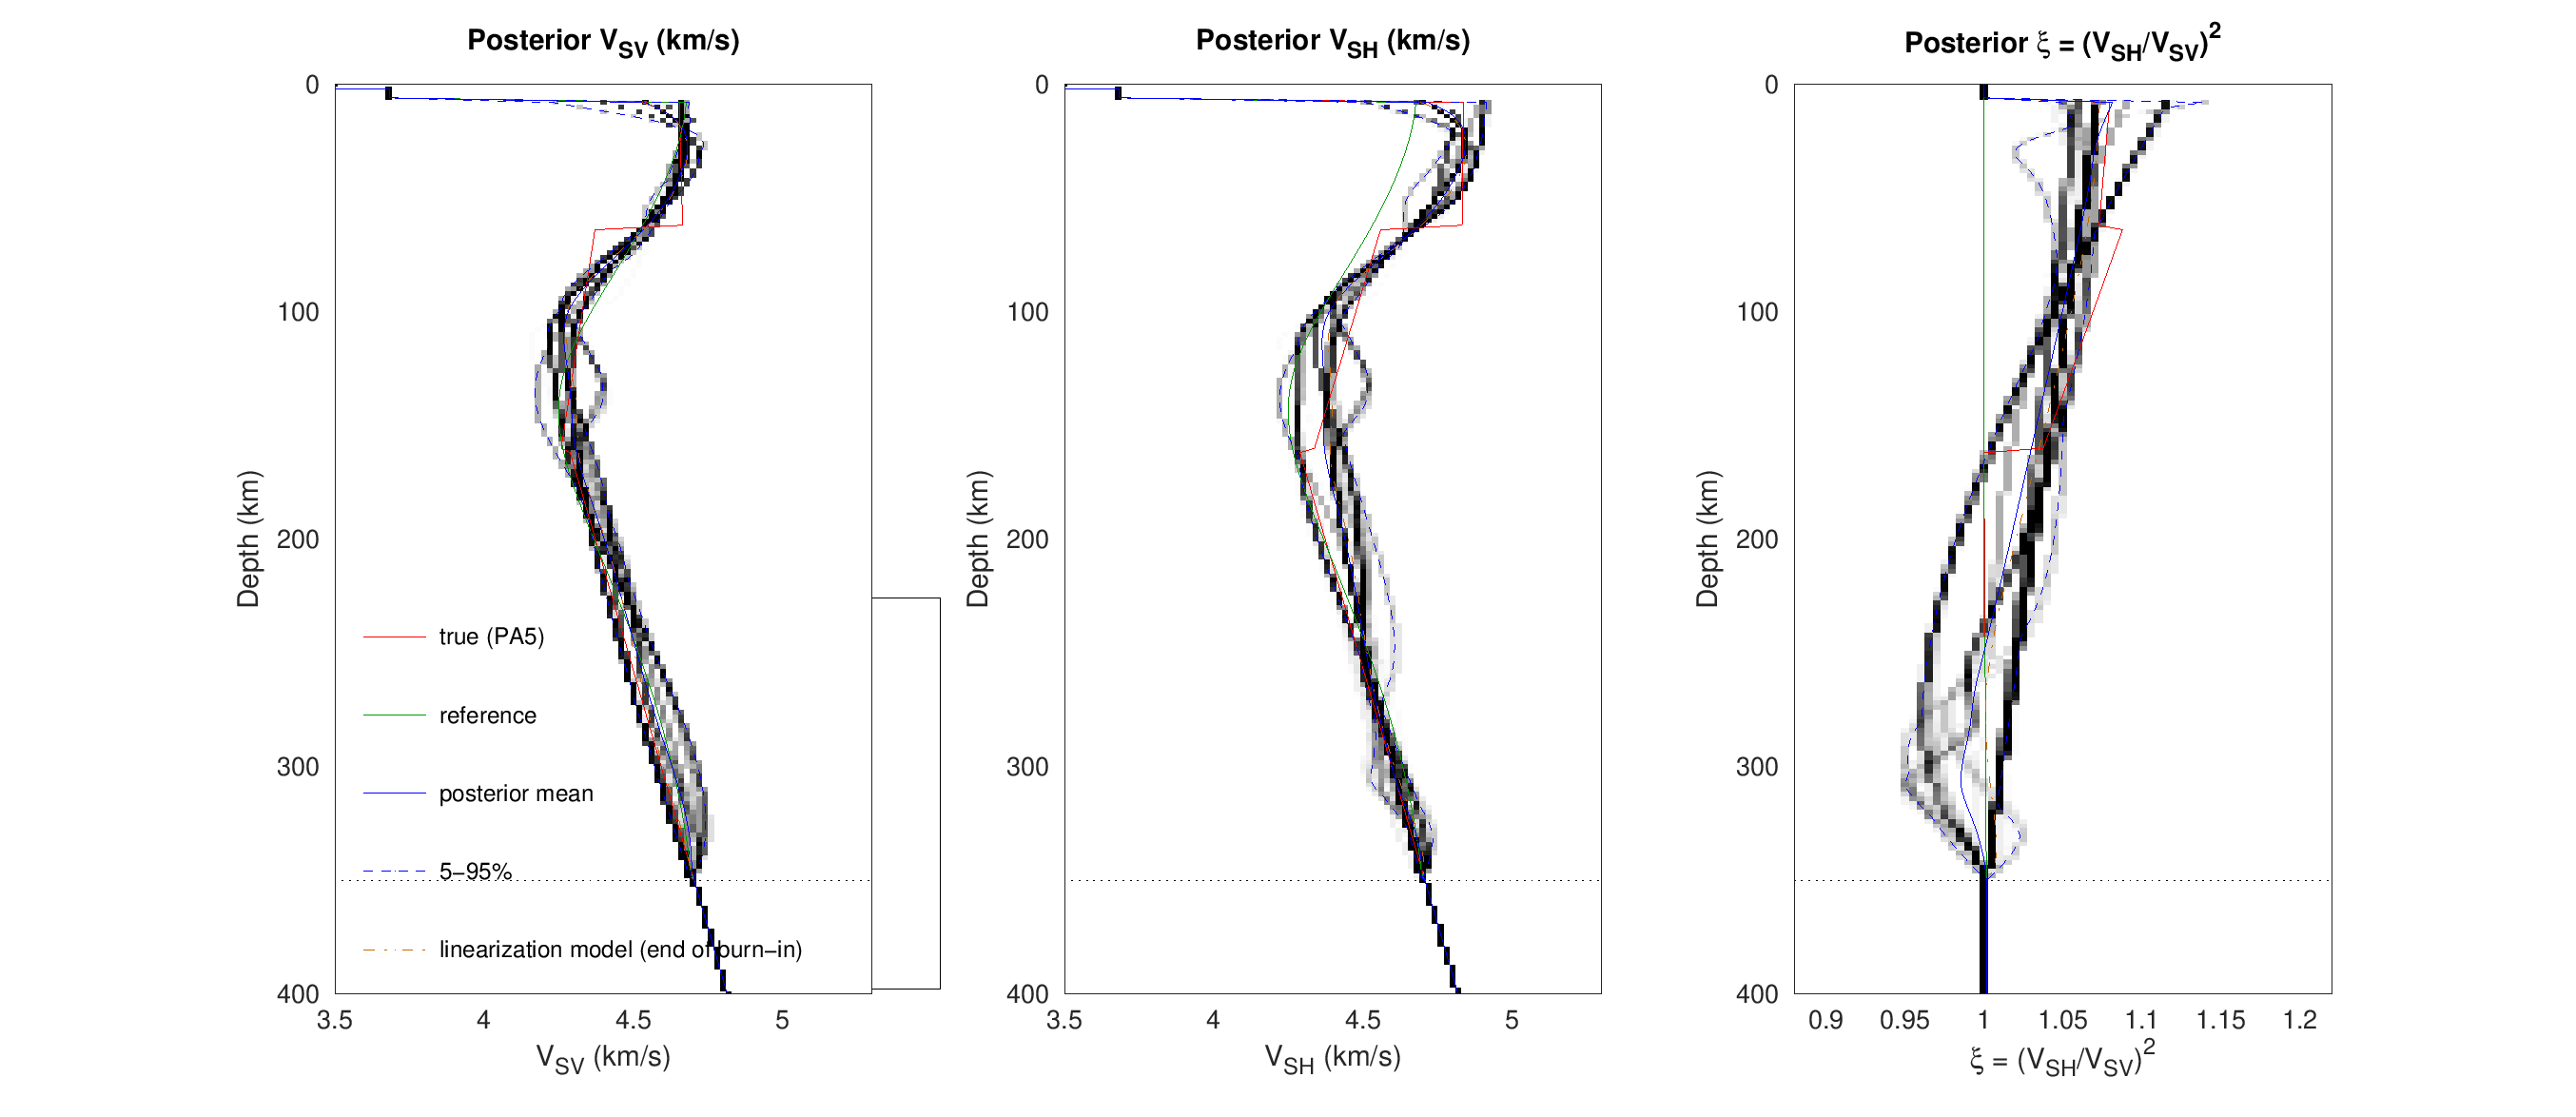 Posterior V_SV (km/s)
0
100
200
300
400
3.5
4
4.5
5
Depth (km)
V_SV (km/s)
true (PA5)
reference
posterior mean
5−95%
linearization model (end of burn−in)
Posterior V_SH (km/s)
0
100
200
300
400
3.5
4
4.5
5
Depth (km)
V_SH (km/s)
Posterior ξ = (V_SH/V_SV)^2
0
100
200
300
400
0.9
0.95
1
1.05
1.1
1.15
1.2
Depth (km)
ξ = (V_SH/V_SV)^2